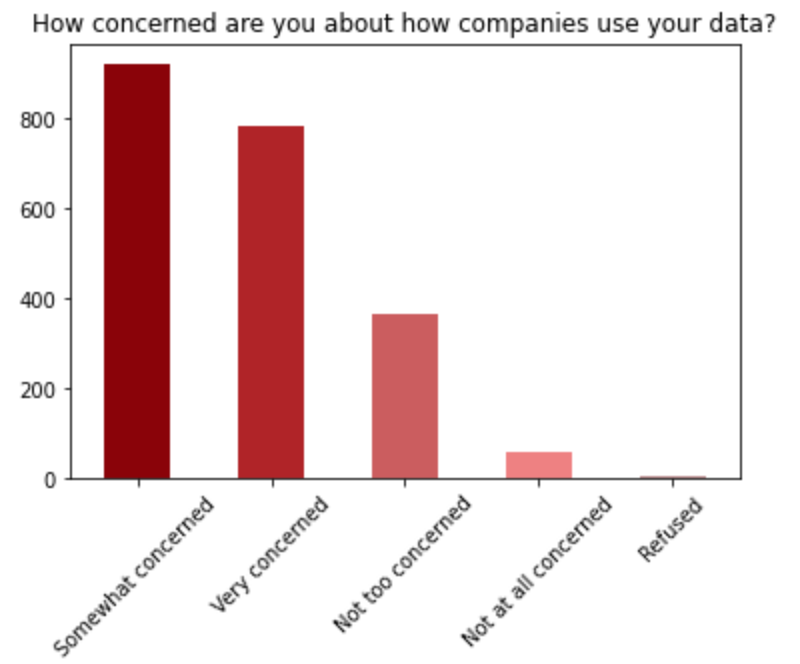 How concerned are you about how companies use your data?
800
600
400
200
0
Somewhat concerned
Very concerned
Not too concerned
Not at all concerned
Refused